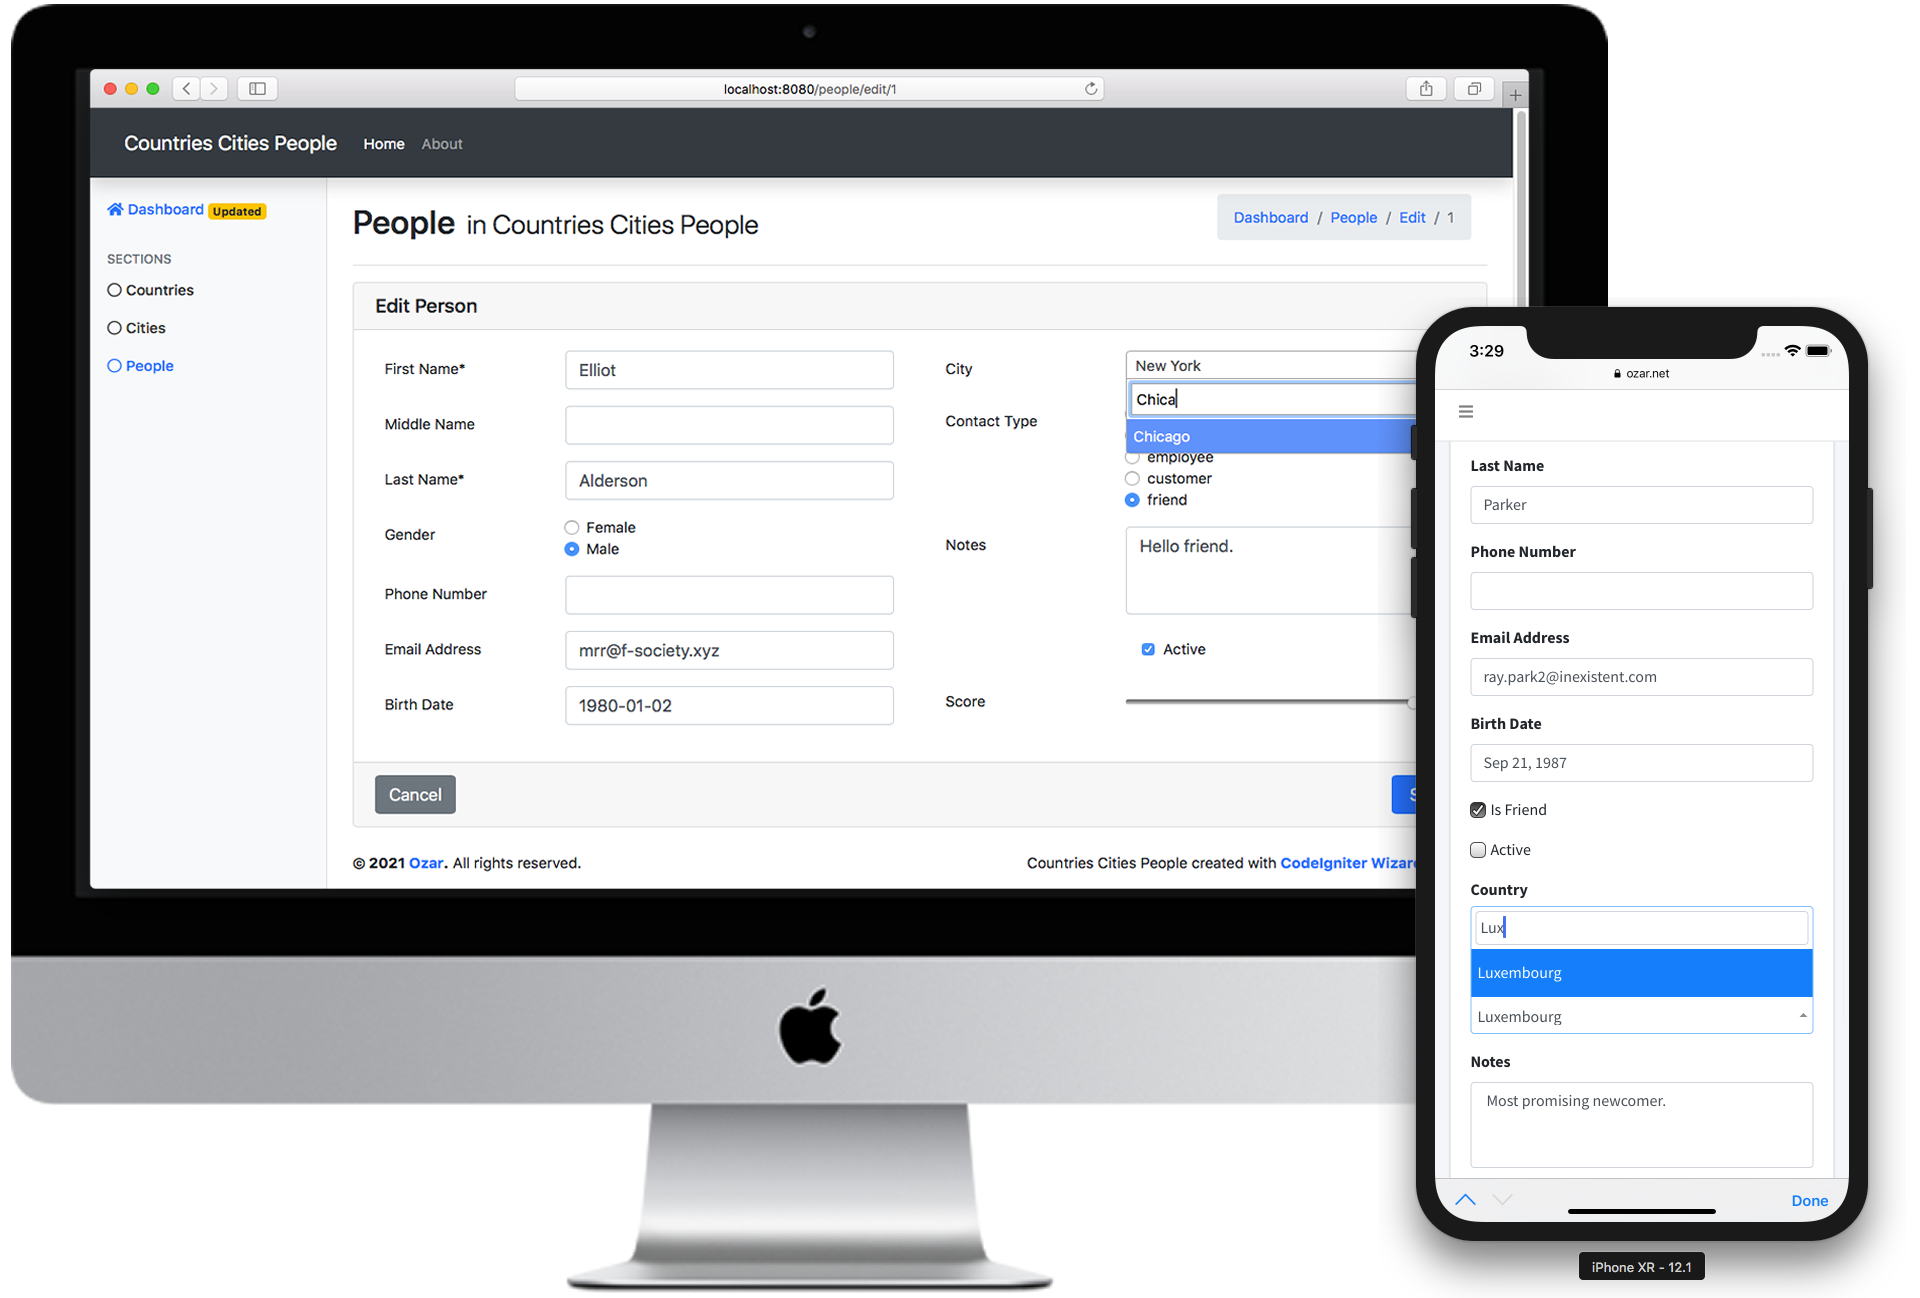 localhost:8080/people/edit/1
Countries Cities People Home About
Dashboard Updated
SECTIONS
Countries
Cities
People
People in Countries Cities People
Dashboard / People / Edit / 1
Edit Person
First Name* Elliot
Middle Name
Last Name* Alderson
Gender
Female
Male
Phone Number
Email Address mrr@f-society.xyz
Birth Date 1980-01-02
City New York
Chica
Chicago
Contact Type
employee
customer
friend
Notes Hello friend.
Active
Score
Cancel
© 2021 Ozar. All rights reserved.
Countries Cities People created with CodeIgniter Wizar
3:29
ozar.net
Last Name
Parker
Phone Number
Email Address
ray.park2@inexistent.com
Birth Date
Sep 21, 1987
Is Friend
Active
Country
Lux
Luxembourg
Luxembourg
Notes
Most promising newcomer.
Done
iPhone XR - 12.1